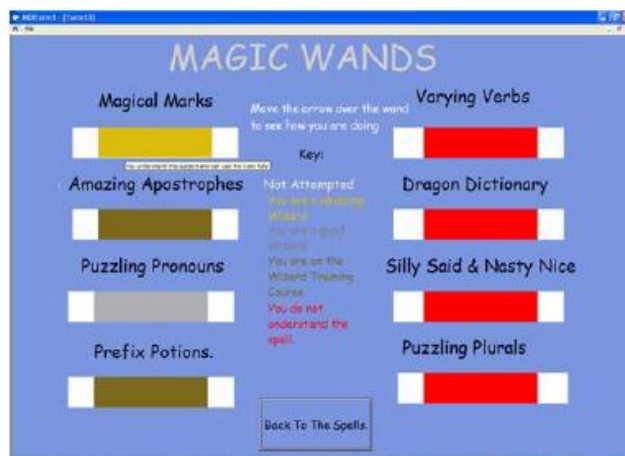 MDIForm1 - [Tutor13]
File
MAGIC WANDS
Magical Marks
Move the arrow over the wand
to see how you are doing
Varying Verbs
Key:
Amazing Apostrophes
Not Attempted
You are a amazing
Wizard
You are a good
Wizard
You are on the
Wizard Training
Course
You do not
understand the
spell.
Dragon Dictionary
Puzzling Pronouns
Silly Said & Nasty Nice
Prefix Potions.
Puzzling Plurals
Back To The Spells.